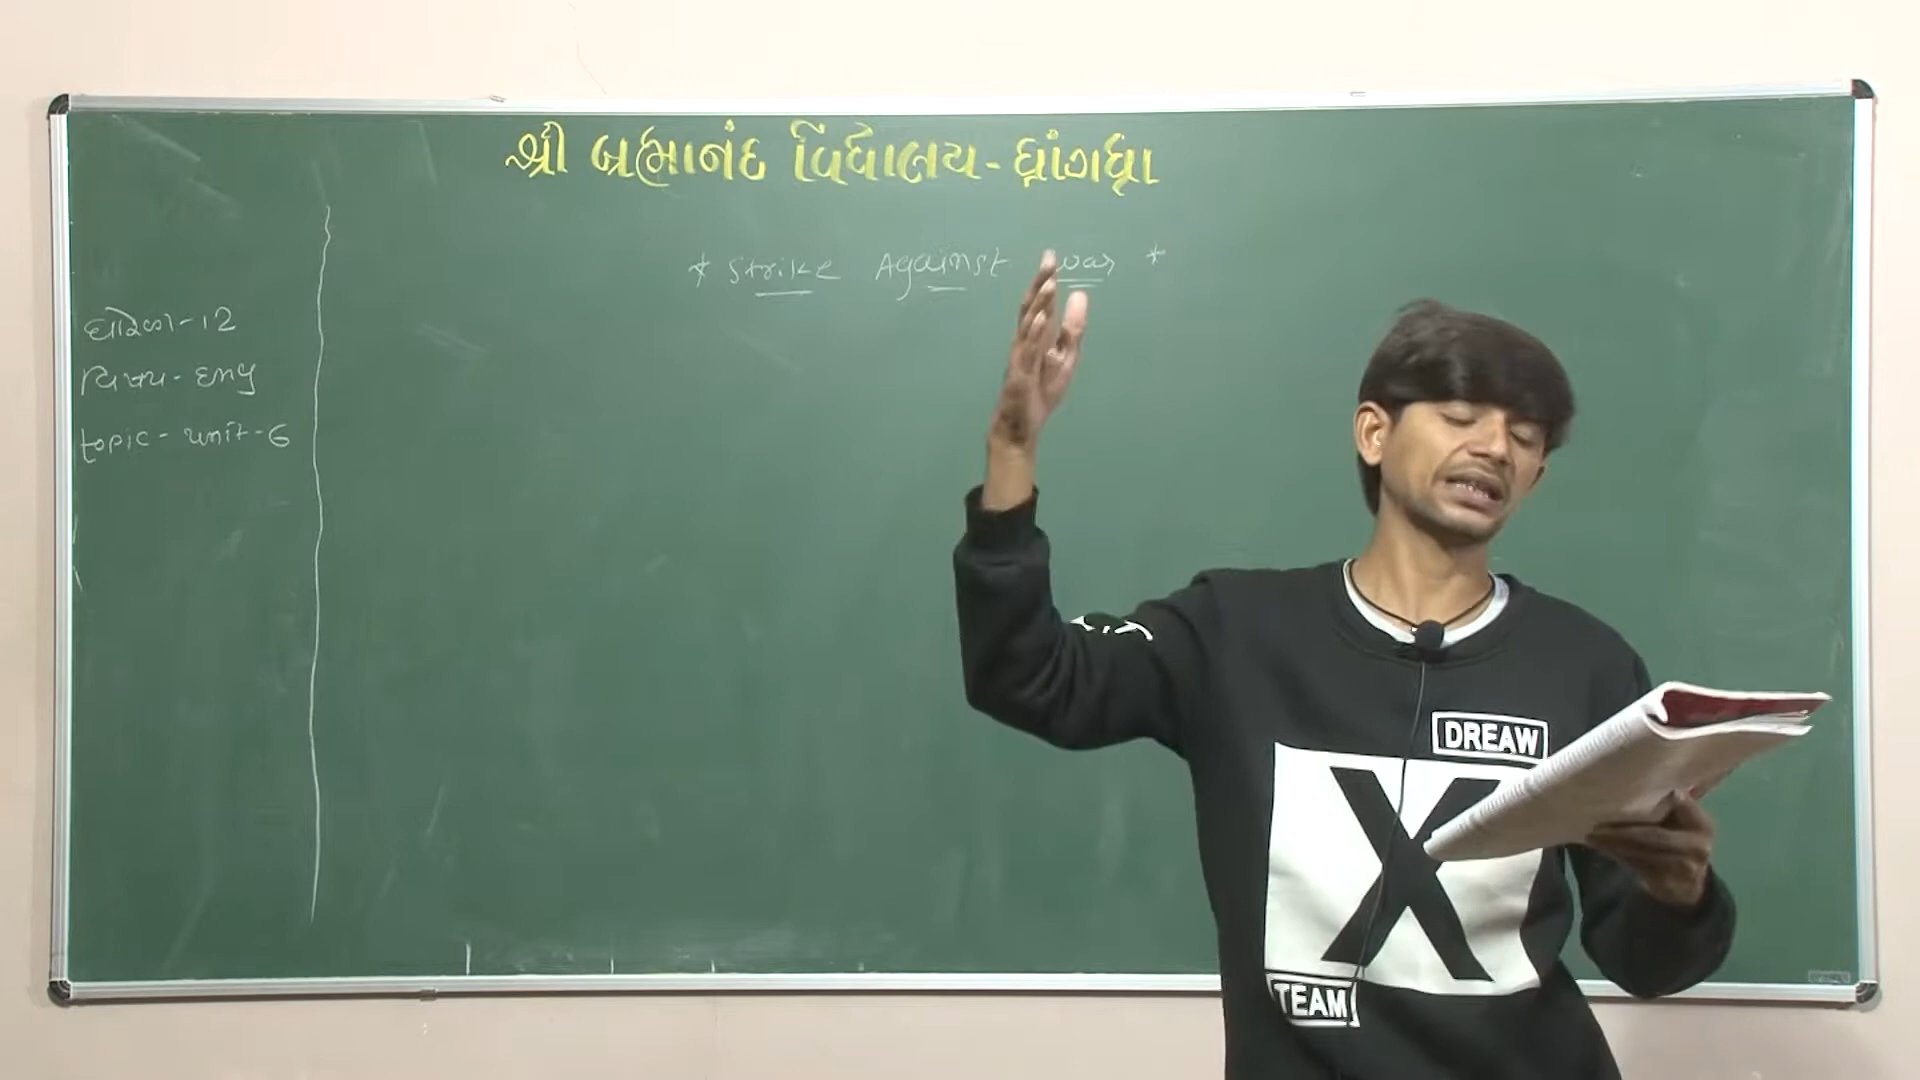 શ્રી બ્રહ્માનંદ વિદ્યાલય - ધ્રાંગધ્રા
* Strike Against war *
ધોરણ - 12
વિષય - Eng
topic - unit - 6
DREAW
X
TEAM